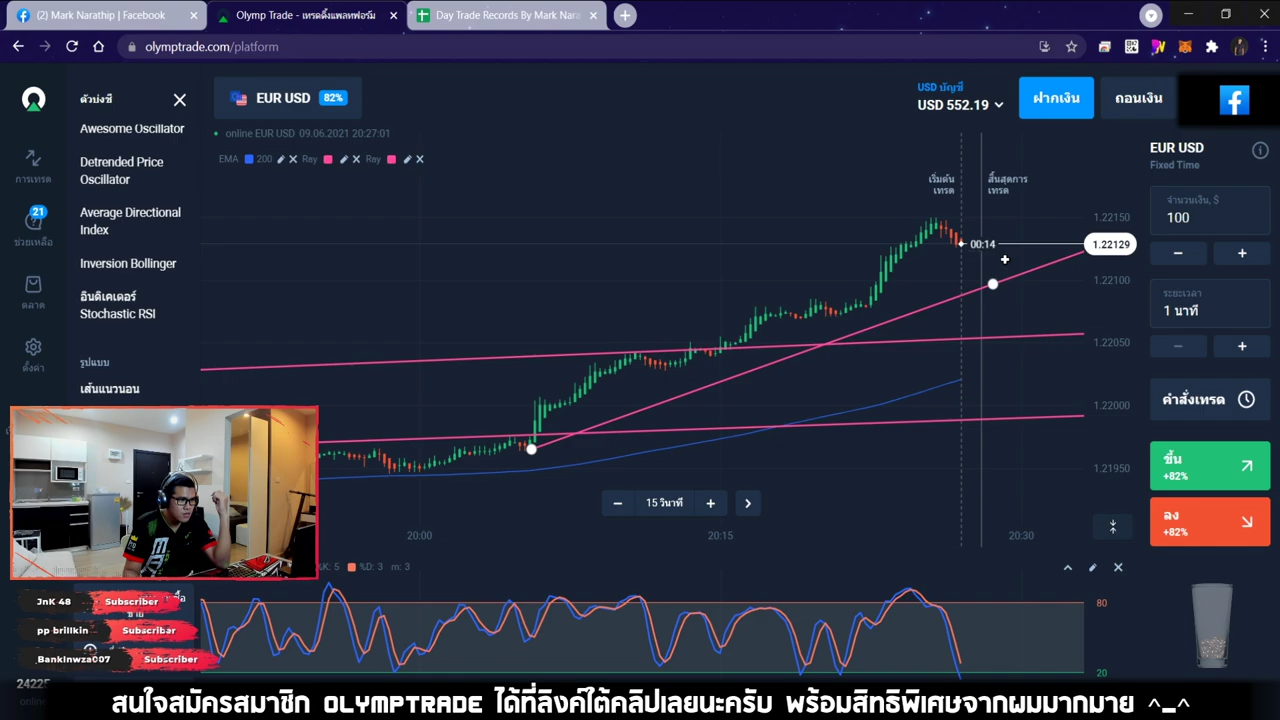 (2) Mark Narathip | Facebook
Olymp Trade - เทรดดิ้งแพลทฟอร์ม
Day Trade Records By Mark Nara
olymptrade.com/platform
ตัวบ่งชี้
EUR USD 82%
USD บัญชี
USD 552.19
ฝากเงิน
ถอนเงิน
online EUR USD 09.06.2021 20:27:01
EMA 200 Ray Ray
Awesome Oscillator
Detrended Price
Oscillator
Average Directional
Index
Inversion Bollinger
อินดิเคเตอร์
Stochastic RSI
รูปแบบ
เส้นแนวนอน
การเทรด
21
ช่วยเหลือ
ตลาด
ตั้งค่า
เริ่มต้น
เทรด
สิ้นสุดการ
เทรด
00:14
1.22150
1.22129
1.22100
1.22050
1.22000
1.21950
15 วินาที
20:00
20:15
20:30
EUR USD
Fixed Time
จำนวนเงิน, $
100
ระยะเวลา
1 นาที
คำสั่งเทรด
ขึ้น
+82%
ลง
+82%
K: 5 %D: 3 m: 3
80
20
JnK 48 Subscriber
pp brillkin Subscriber
Bankinwza007 Subscriber
24225
สนใจสมัครสมาชิก OLYMPTRADE ได้ที่ลิงค์ใต้คลิปเลยนะครับ พร้อมสิทธิพิเศษจากผมมากมาย ^_^